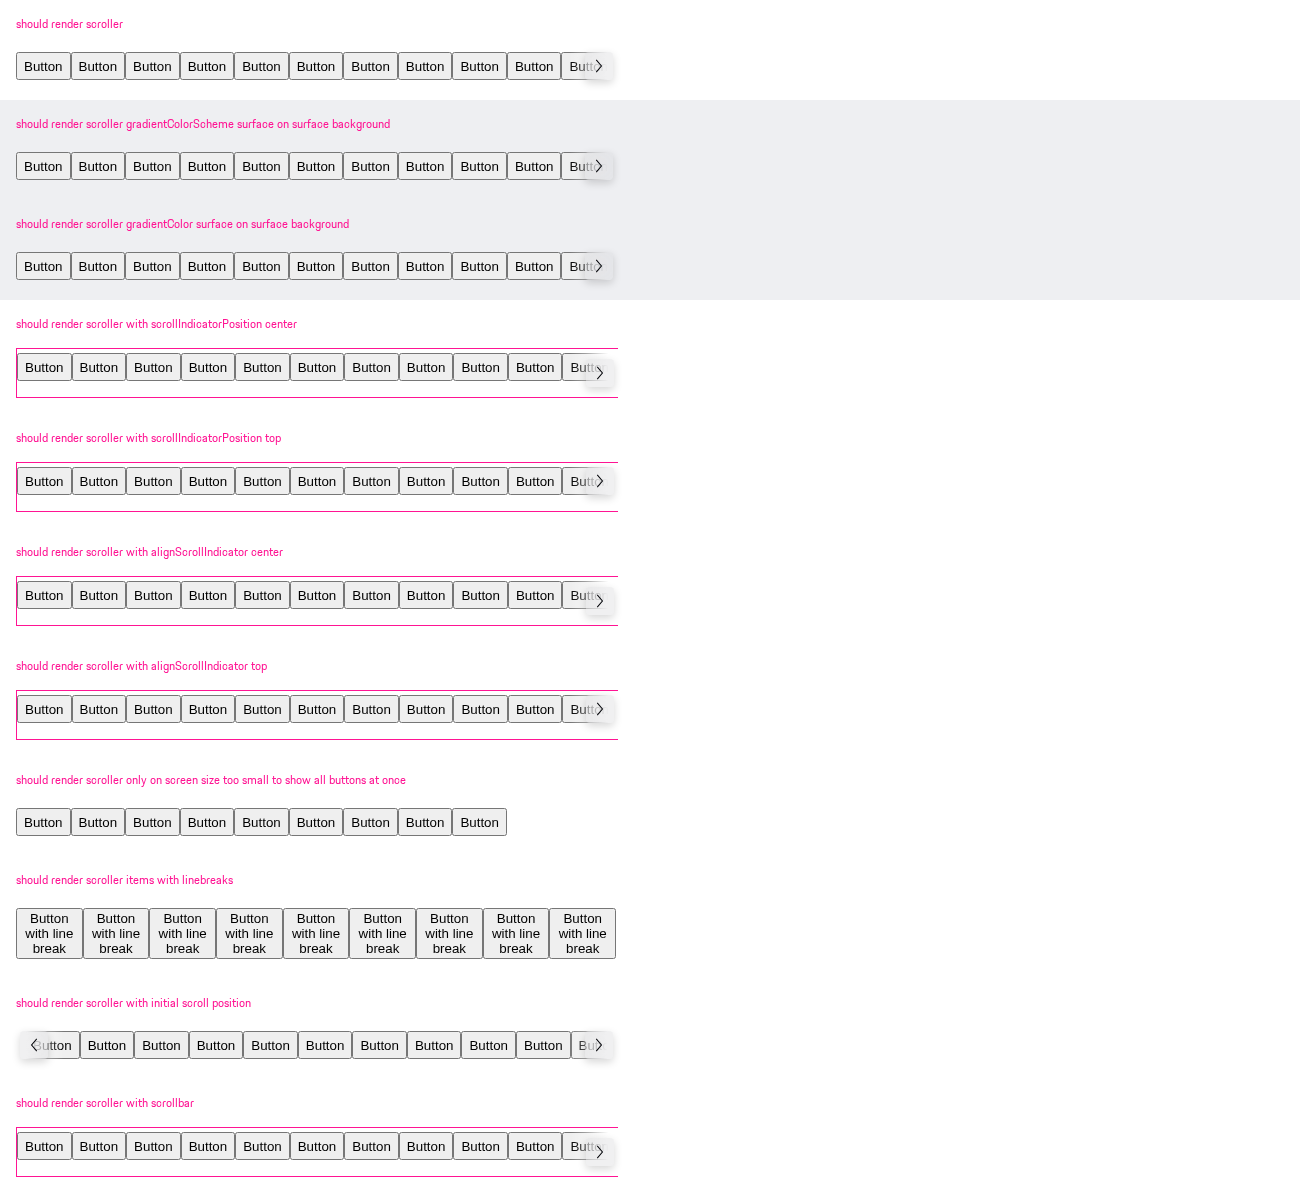 should render scroller
Button Button Button Button Button Button Button Button Button Button Button
should render scroller gradientColorScheme surface on surface background
Button Button Button Button Button Button Button Button Button Button Button
should render scroller gradientColor surface on surface background
Button Button Button Button Button Button Button Button Button Button Button
should render scroller with scrollIndicatorPosition center
Button Button Button Button Button Button Button Button Button Button Button
should render scroller with scrollIndicatorPosition top
Button Button Button Button Button Button Button Button Button Button Button
should render scroller with alignScrollIndicator center
Button Button Button Button Button Button Button Button Button Button Button
should render scroller with alignScrollIndicator top
Button Button Button Button Button Button Button Button Button Button Button
should render scroller only on screen size too small to show all buttons at once
Button Button Button Button Button Button Button Button Button
should render scroller items with linebreaks
Button Button Button Button Button Button Button Button Button
with line with line with line with line with line with line with line with line with line
break break break break break break break break break
should render scroller with initial scroll position
Button Button Button Button Button Button Button Button Button Button
should render scroller with scrollbar
Button Button Button Button Button Button Button Button Button Button Button